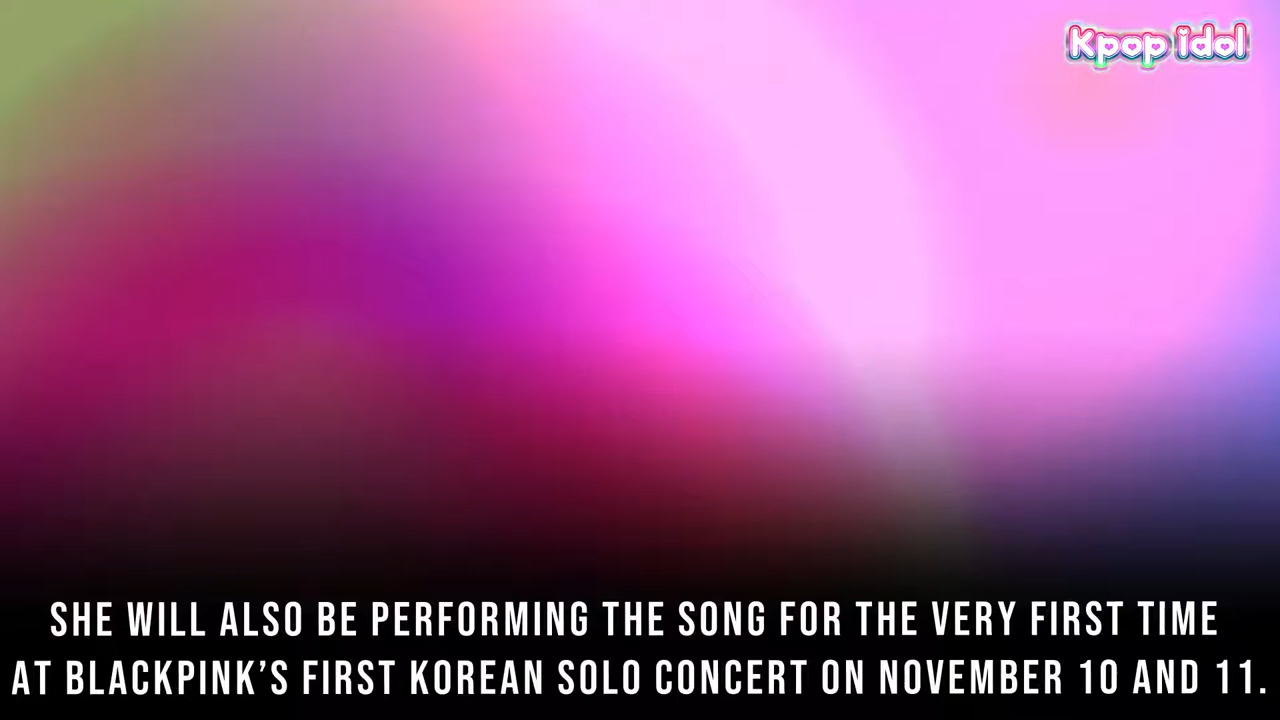 Kpop idol
SHE WILL ALSO BE PERFORMING THE SONG FOR THE VERY FIRST TIME
AT BLACKPINK’S FIRST KOREAN SOLO CONCERT ON NOVEMBER 10 AND 11.